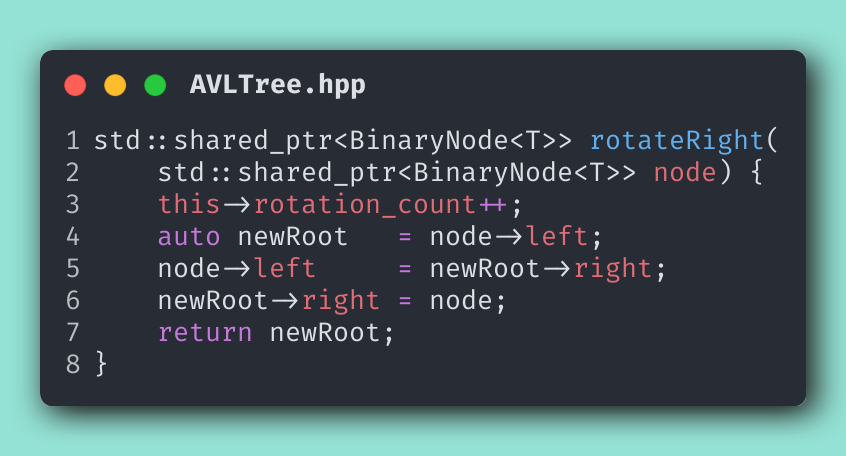 AVLTree.hpp
1 std::shared_ptr<BinaryNode<T>> rotateRight(
2     std::shared_ptr<BinaryNode<T>> node) {
3     this->rotation_count++;
4     auto newRoot   = node->left;
5     node->left     = newRoot->right;
6     newRoot->right = node;
7     return newRoot;
8 }